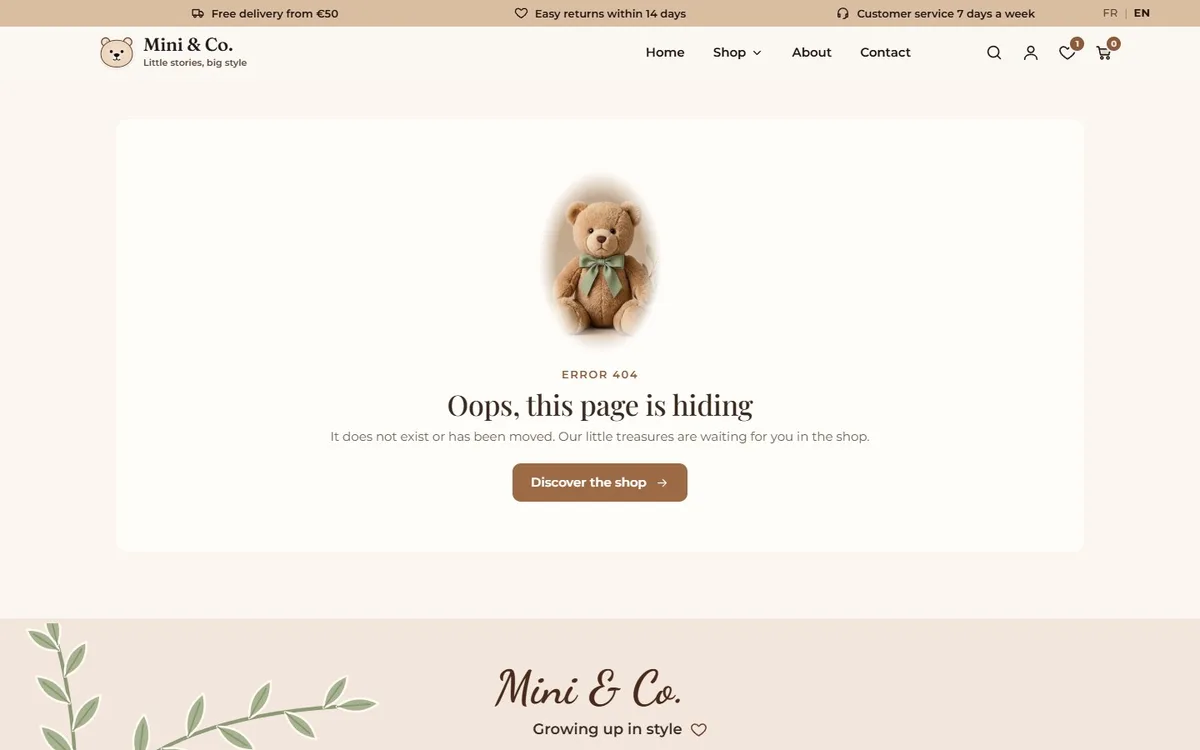 Free delivery from €50
Easy returns within 14 days
Customer service 7 days a week
FR | EN
Mini & Co.
Little stories, big style
Home
Shop
About
Contact
1
0
ERROR 404
Oops, this page is hiding
It does not exist or has been moved. Our little treasures are waiting for you in the shop.
Discover the shop →
Mini & Co.
Growing up in style